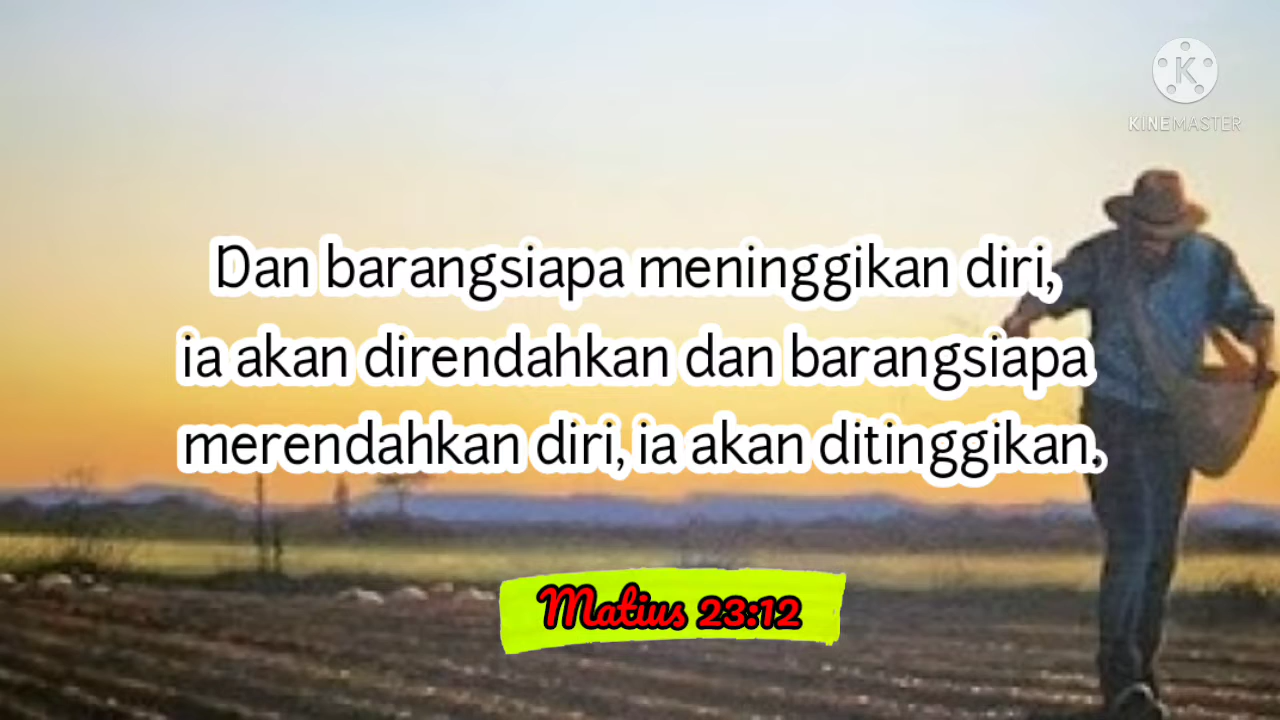 KINEMASTER
Dan barangsiapa meninggikan diri,
ia akan direndahkan dan barangsiapa
merendahkan diri, ia akan ditinggikan.
Matius 23:12